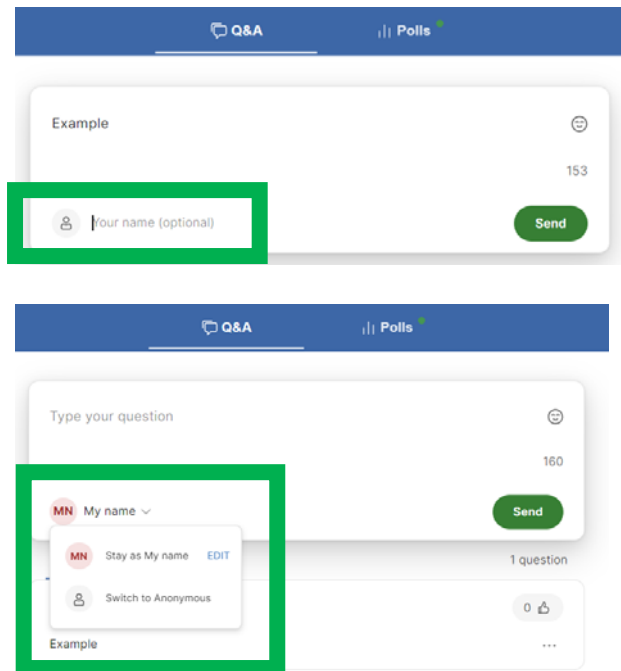 Q&A Polls
Example
153
Your name (optional) Send
Q&A Polls
Type your question
160
MN My name Send
MN Stay as My name EDIT
1 question
Switch to Anonymous
0
Example